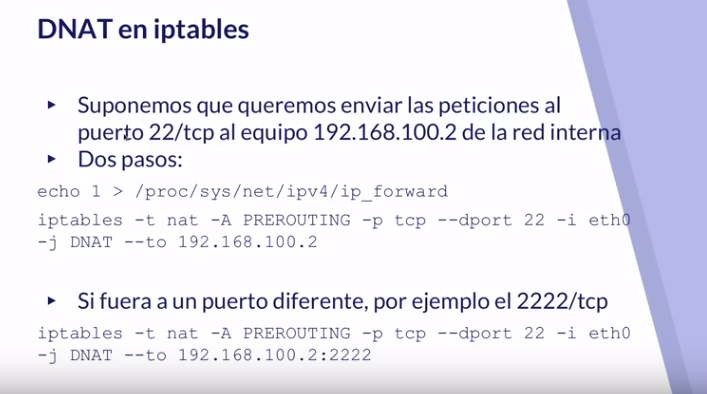 DNAT en iptables
▸ Suponemos que queremos enviar las peticiones al
puerto 22/tcp al equipo 192.168.100.2 de la red interna
▸ Dos pasos:
echo 1 > /proc/sys/net/ipv4/ip_forward
iptables -t nat -A PREROUTING -p tcp --dport 22 -i eth0
-j DNAT --to 192.168.100.2
▸ Si fuera a un puerto diferente, por ejemplo el 2222/tcp
iptables -t nat -A PREROUTING -p tcp --dport 22 -i eth0
-j DNAT --to 192.168.100.2:2222